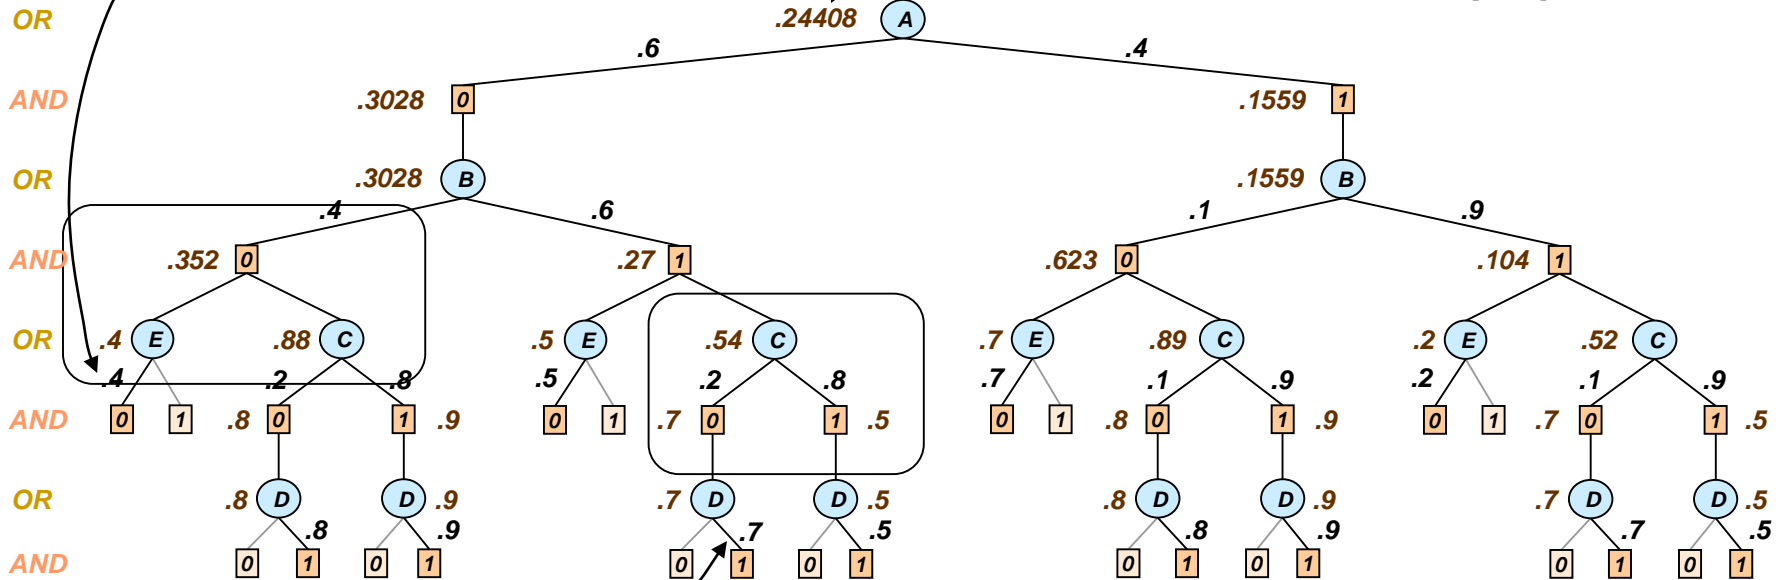 OR .24408 A
.6 .4
AND .3028 0 .1559 1
OR .3028 B .1559 B
.4 .6 .1 .9
AND .352 0 .27 1 .623 0 .104 1
OR .4 E .88 C .5 E .54 C .7 E .89 C .2 E .52 C
.4 .2 .8 .5 .2 .8 .7 .1 .9 .2 .1 .9
AND 0 1 .8 0 1 .9 0 1 .7 0 1 .5 0 1 .8 0 1 .9 0 1 .7 0 1 .5
OR .8 D D .9 .7 D D .5 .8 D D .9 .7 D D .5
.8 .9 .7 .5 .8 .9 .7 .5
AND 0 1 0 1 0 1 0 1 0 1 0 1 0 1 0 1